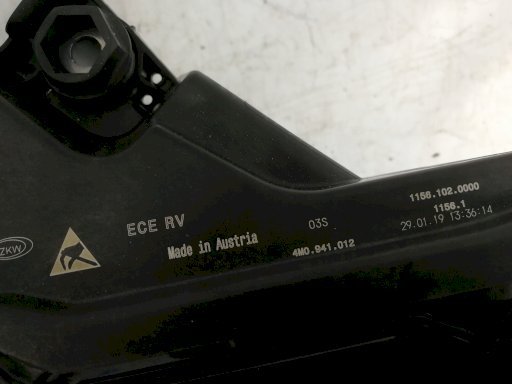 ZKW
ECE RV
Made in Austria
03S
4M0.941.012
1156.102.0000
1156.1
29.01.19 13:36:14